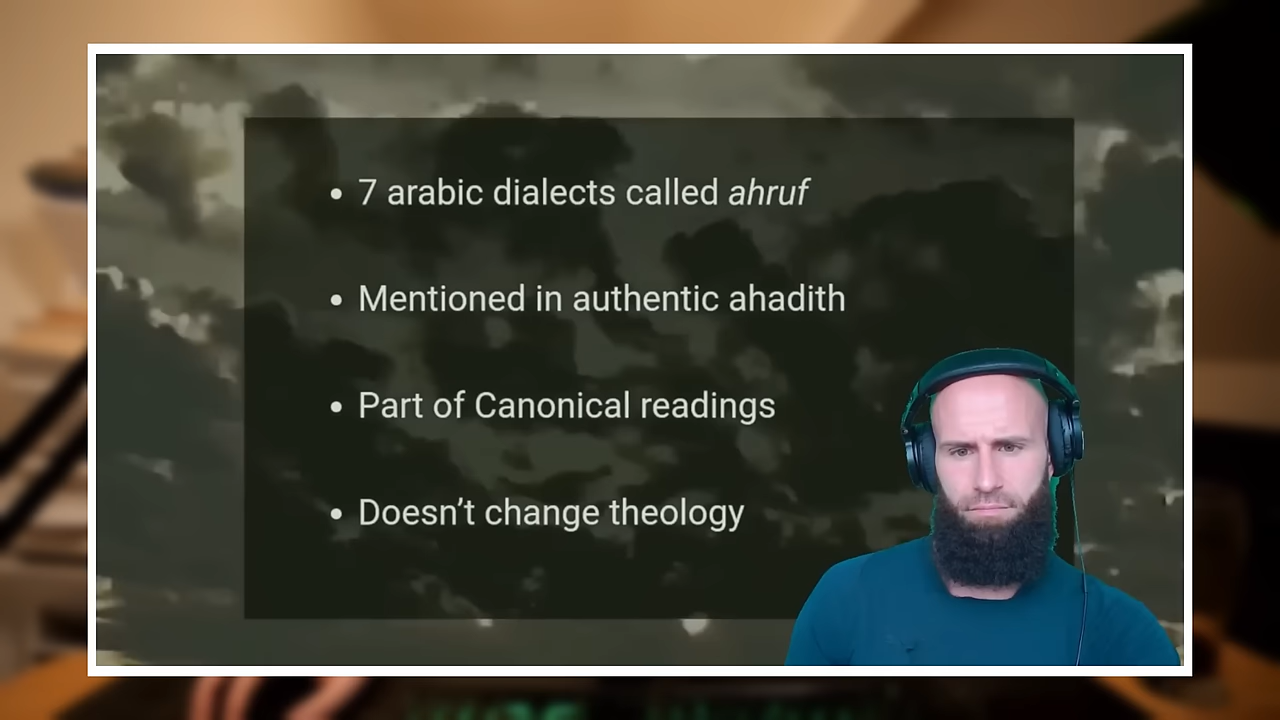 • 7 arabic dialects called ahruf
• Mentioned in authentic ahadith
• Part of Canonical readings
• Doesn’t change theology